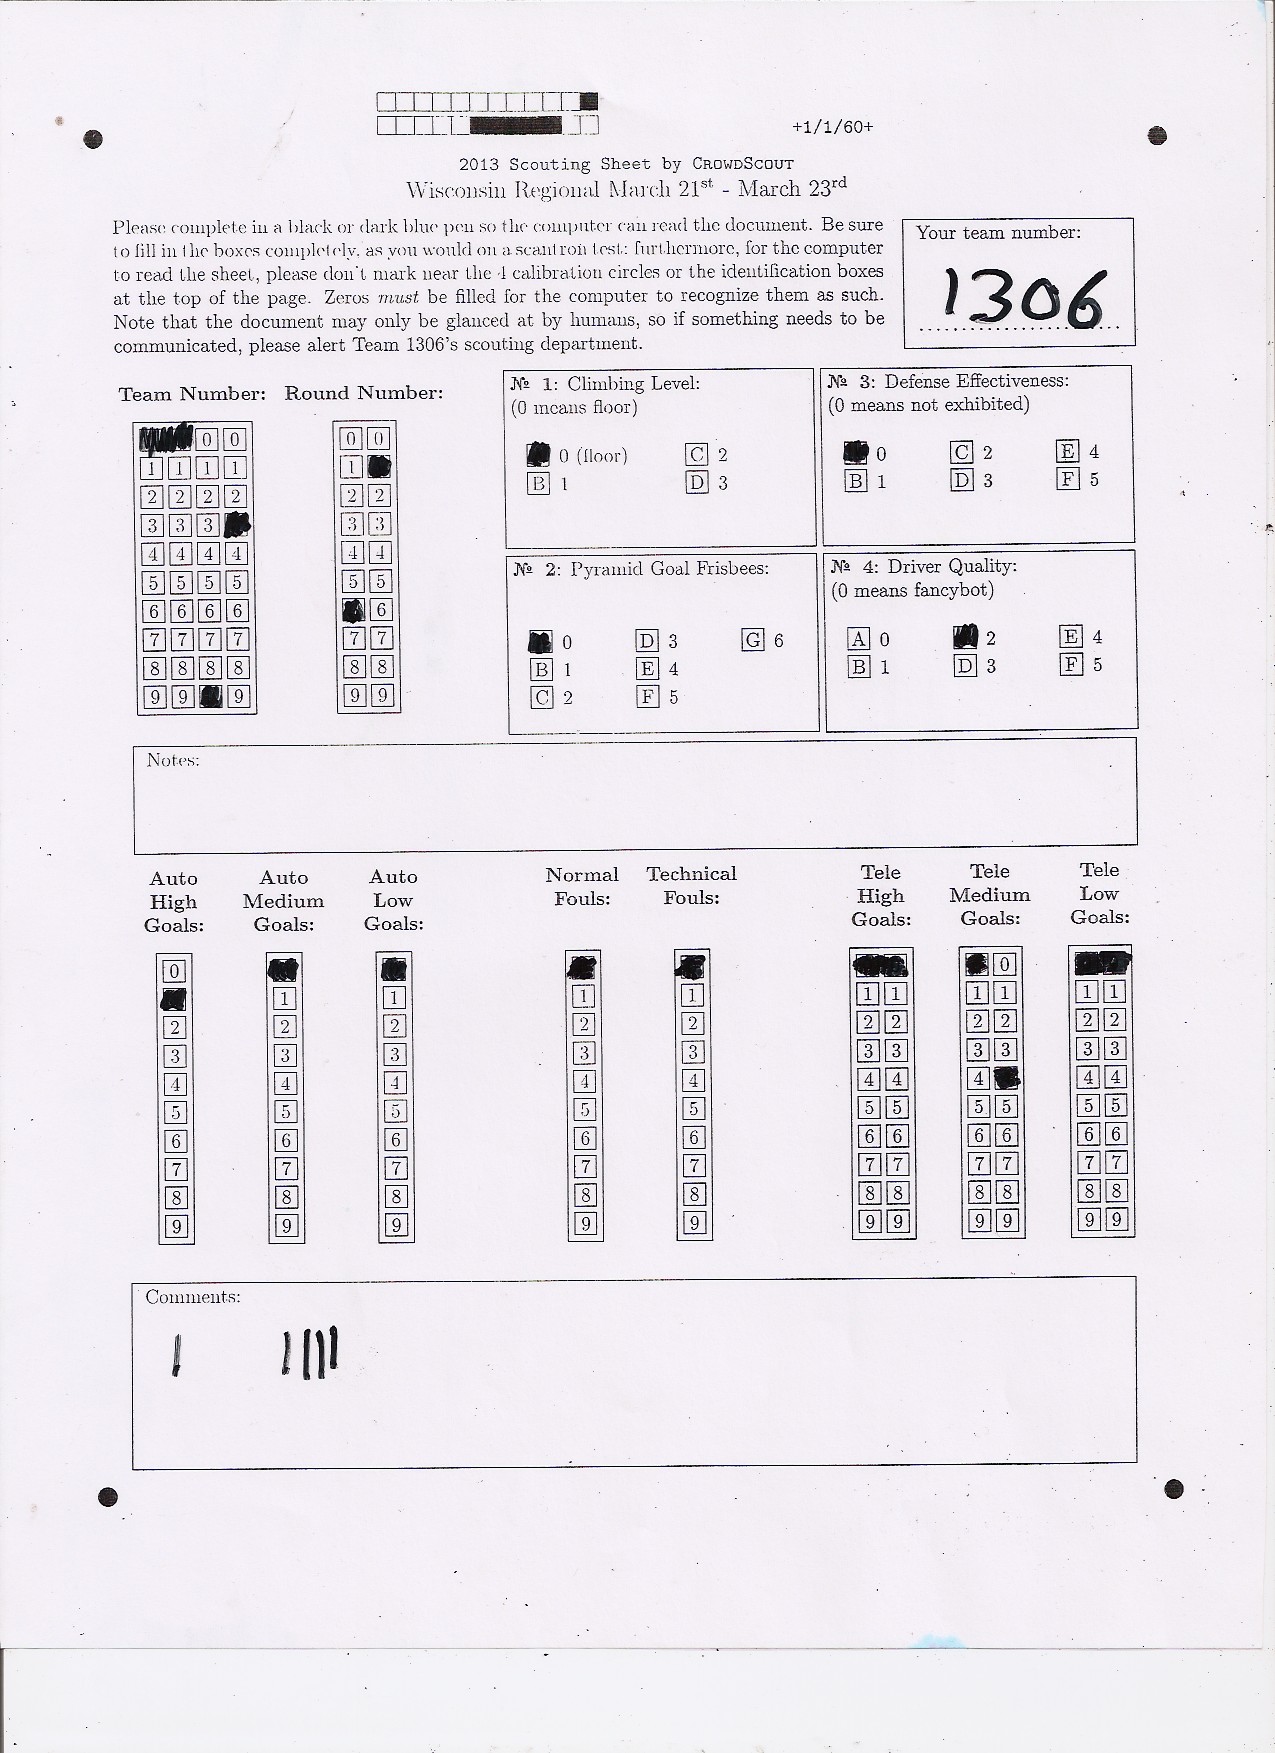 +1/1/60+
2013 Scouting Sheet by CROWDSCOUT
Wisconsin Regional March 21st - March 23rd
Please complete in a black or dark blue pen so the computer can read the document. Be sure
to fill in the boxes completely, as you would on a scantron test; furthermore, for the computer
to read the sheet, please don't mark near the 4 calibration circles or the identification boxes
at the top of the page. Zeros must be filled for the computer to recognize them as such.
Note that the document may only be glanced at by humans, so if something needs to be
communicated, please alert Team 1306's scouting department.
Your team number:
1306
Team Number: Round Number:
0 0 0 0
1 1 1 1 1
2 2 2 2 2 2
3 3 3 3 3
4 4 4 4 4 4
5 5 5 5 5 5
6 6 6 6 6
7 7 7 7 7 7
8 8 8 8 8 8
9 9 9 9 9
№ 1: Climbing Level:
(0 means floor)
0 (floor) C 2
B 1 D 3
№ 3: Defense Effectiveness:
(0 means not exhibited)
0 C 2 E 4
B 1 D 3 F 5
№ 2: Pyramid Goal Frisbees:
0 D 3 G 6
B 1 E 4
C 2 F 5
№ 4: Driver Quality:
(0 means fancybot)
A 0 2 E 4
B 1 D 3 F 5
Notes:
Auto High Goals: Auto Medium Goals: Auto Low Goals: Normal Fouls: Technical Fouls: Tele High Goals: Tele Medium Goals: Tele Low Goals:
0 0
1 1 1 1 1 1 1 1 1 1
2 2 2 2 2 2 2 2 2 2 2
3 3 3 3 3 3 3 3 3 3 3
4 4 4 4 4 4 4 4 4 4
5 5 5 5 5 5 5 5 5 5 5
6 6 6 6 6 6 6 6 6 6 6
7 7 7 7 7 7 7 7 7 7 7
8 8 8 8 8 8 8 8 8 8 8
9 9 9 9 9 9 9 9 9 9 9
Comments:
| ||||